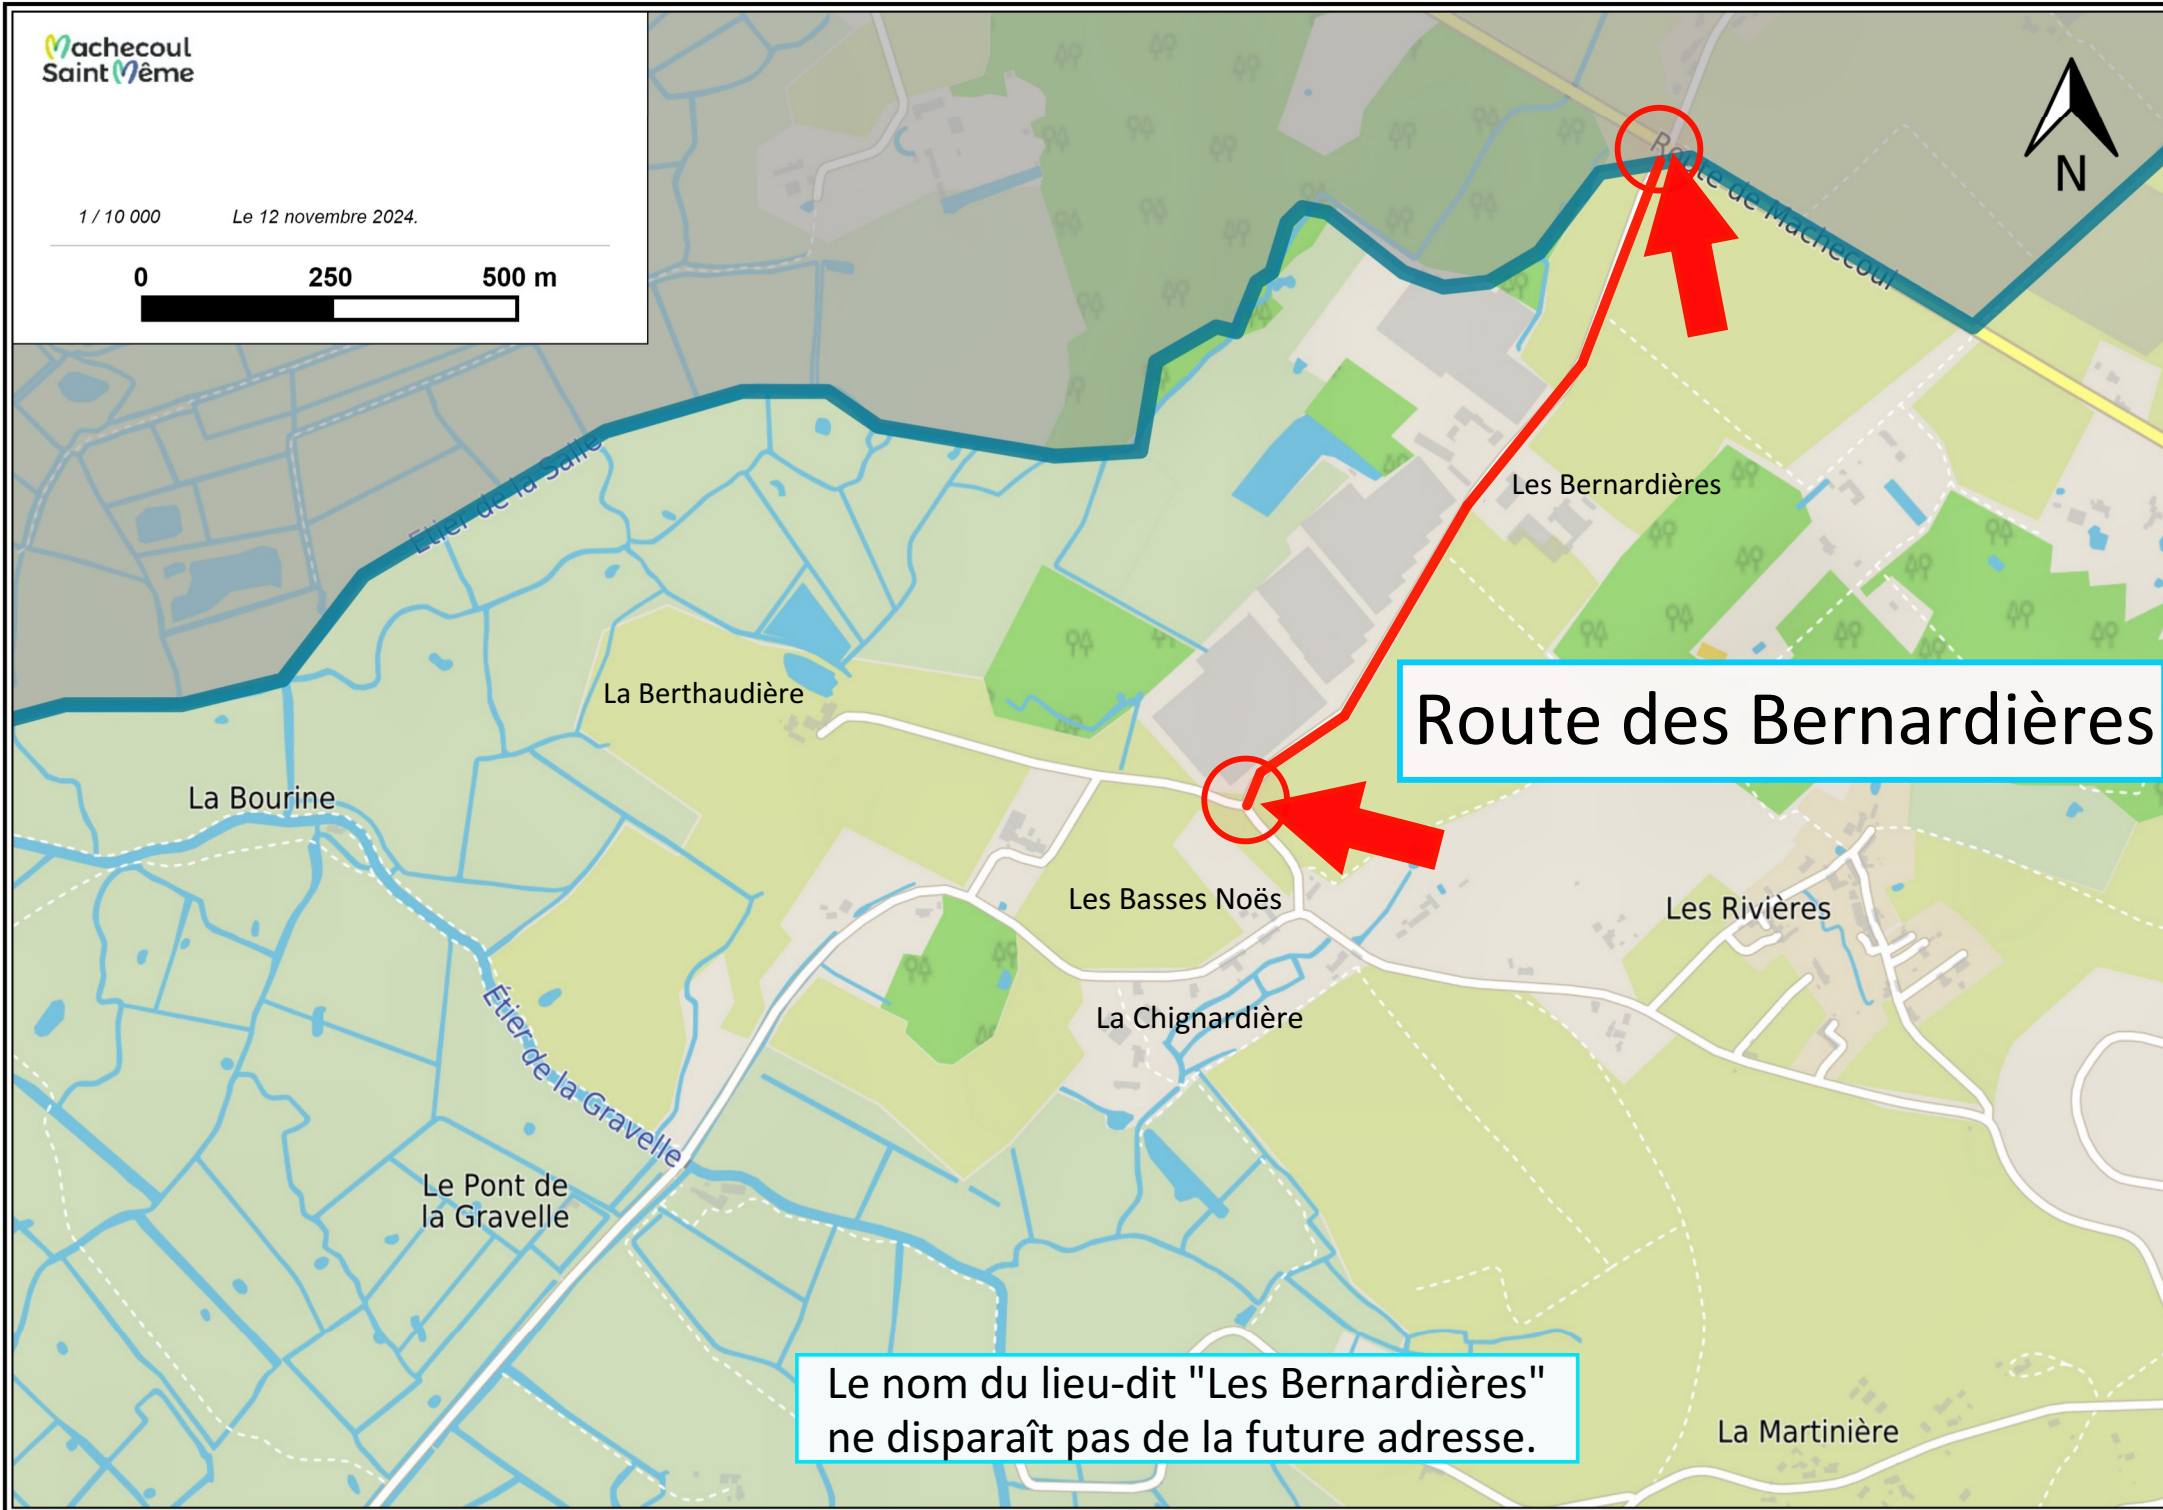 Machecoul
Saint Même
1 / 10 000 Le 12 novembre 2024.
0 250 500 m
N
Route de Machecoul
Étier de la Salle
Les Bernardières
La Berthaudière
Route des Bernardières
La Bourine
Les Basses Noës
Les Rivières
La Chignardière
Étier de la Gravelle
Le Pont de
la Gravelle
Le nom du lieu-dit "Les Bernardières"
ne disparaît pas de la future adresse.
La Martinière